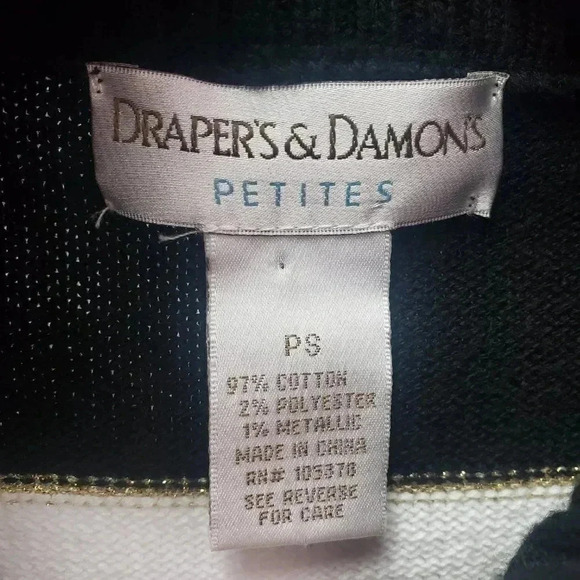 DRAPER'S & DAMON'S
PETITES
PS
97% COTTON
2% POLYESTER
1% METALLIC
MADE IN CHINA
RN# 105378
SEE REVERSE
FOR CARE